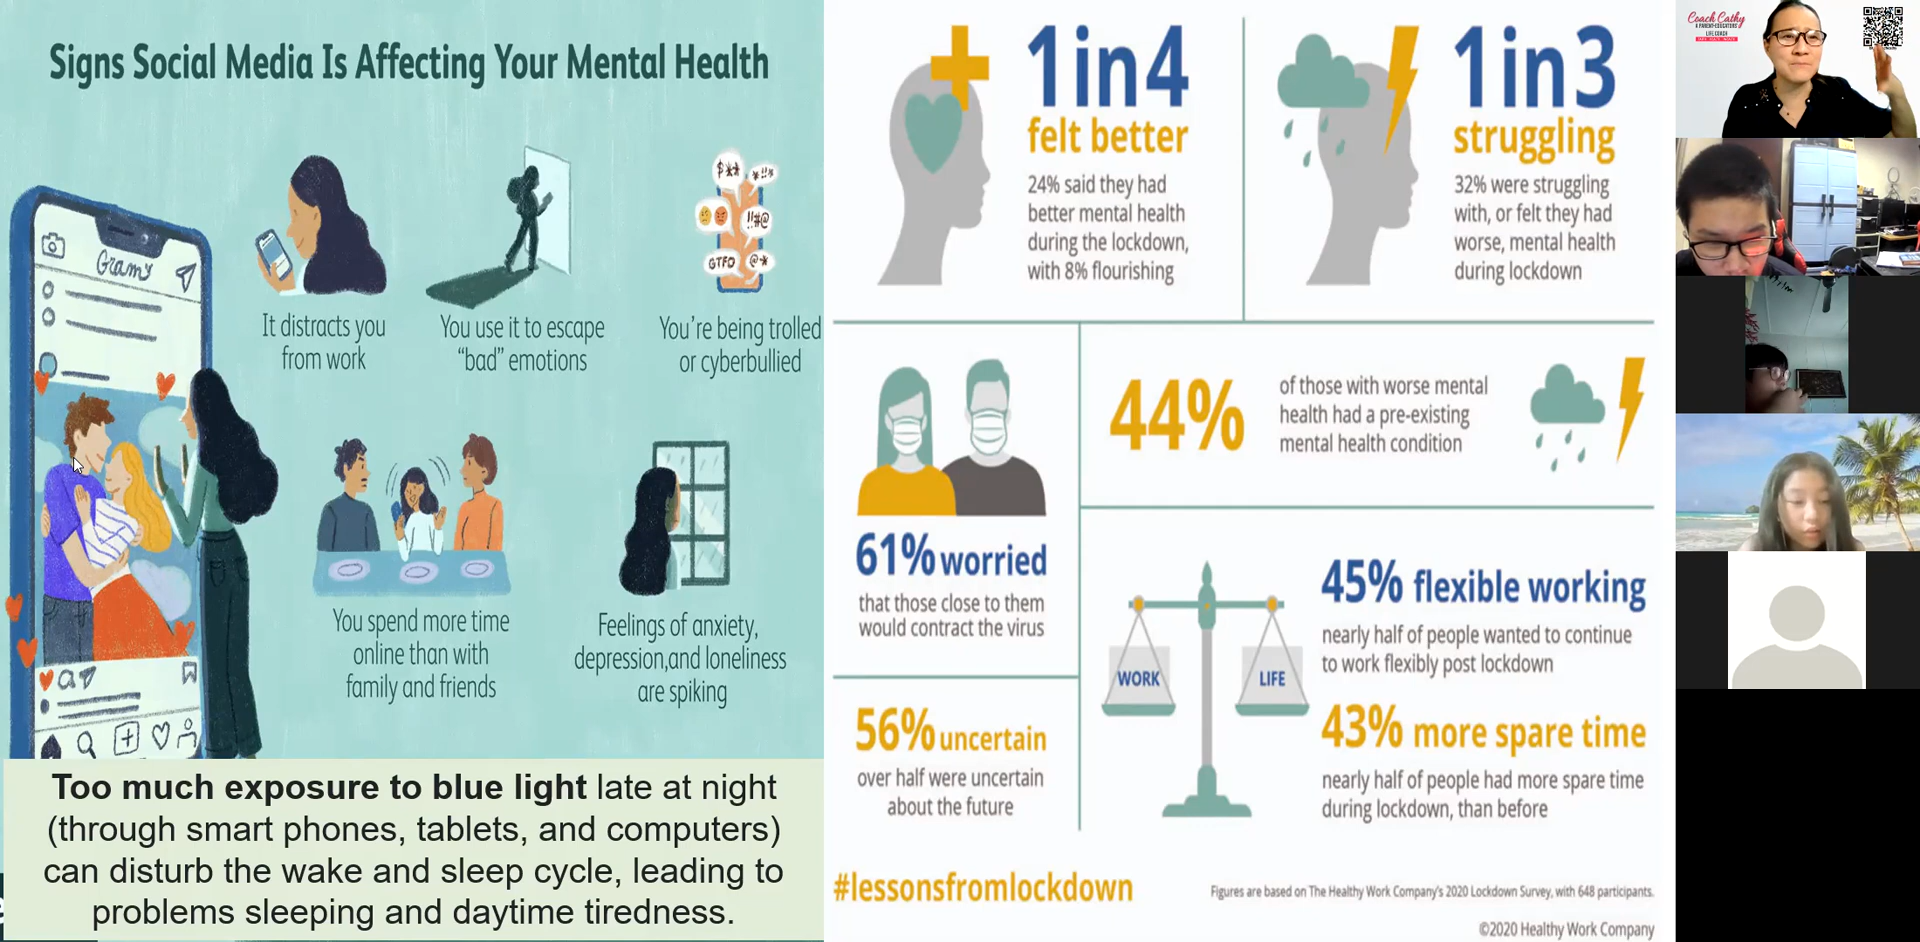 Signs Social Media Is Affecting Your Mental Health
Gramy
$**
*!!*
!!#@
GTFO
@*
It distracts you
from work
You use it to escape
“bad” emotions
You're being trolled
or cyberbullied
You spend more time
online than with
family and friends
Feelings of anxiety,
depression,and loneliness
are spiking
Too much exposure to blue light late at night
(through smart phones, tablets, and computers)
can disturb the wake and sleep cycle, leading to
problems sleeping and daytime tiredness.
1 in 4
felt better
24% said they had
better mental health
during the lockdown,
with 8% flourishing
1 in 3
struggling
32% were struggling
with, or felt they had
worse, mental health
during lockdown
61% worried
that those close to them
would contract the virus
44%
of those with worse mental
health had a pre-existing
mental health condition
56% uncertain
over half were uncertain
about the future
WORK
LIFE
45% flexible working
nearly half of people wanted to continue
to work flexibly post lockdown
43% more spare time
nearly half of people had more spare time
during lockdown, than before
#lessonsfromlockdown
Figures are based on The Healthy Work Company's 2020 Lockdown Survey, with 648 participants.
©2020 Healthy Work Company
Coach Cathy
A PARENT-EDUCATORS'
LIFE COACH